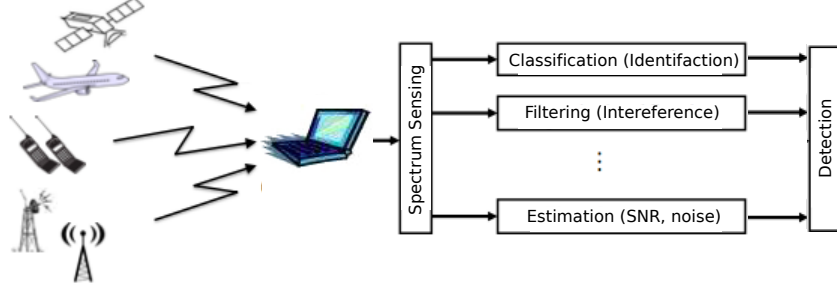 Spectrum Sensing
Classification (Identifaction)
Filtering (Intereference)
Estimation (SNR, noise)
Detection